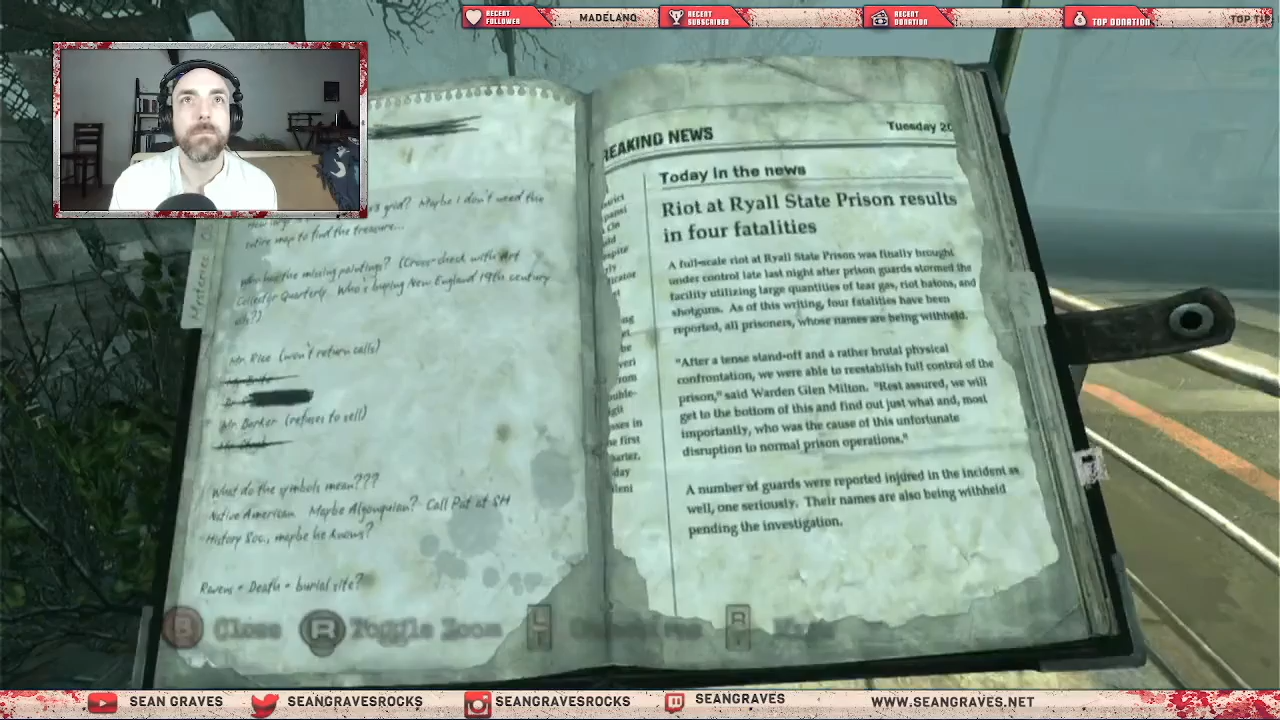 RECENT FOLLOWER
MADELANO
RECENT SUBSCRIBER
RECENT DONATION
TOP DONATION
TOP TIP
Maybe I don't need the
entire map to find the treasure...
Who has the missing paintings? (Cross-check with Art
Collector Quarterly. Who's buying New England 19th century
oils?)
Mr. Rice (won't return calls)
Mr. Barker (refuses to sell)
What do the symbols mean???
Native American. Maybe Algonquian? Call Pat at SH
History Soc., maybe he knows?
Ravens = Death = burial site?
REAKING NEWS
Tuesday 20
Today in the news
Riot at Ryall State Prison results
in four fatalities
A full-scale riot at Ryall State Prison was finally brought
under control late last night after prison guards stormed the
facility utilizing large quantities of tear gas, riot batons, and
shotguns. As of this writing, four fatalities have been
reported, all prisoners, whose names are being withheld.
"After a tense stand-off and a rather brutal physical
confrontation, we were able to reestablish full control of the
prison," said Warden Glen Milton. "Rest assured, we will
get to the bottom of this and find out just what and, most
importantly, who was the cause of this unfortunate
disruption to normal prison operations."
A number of guards were reported injured in the incident as
well, one seriously. Their names are also being withheld
pending the investigation.
B Close R Toggle Zoom
SEAN GRAVES
SEANGRAVESROCKS
SEANGRAVESROCKS
SEANGRAVES
WWW.SEANGRAVES.NET